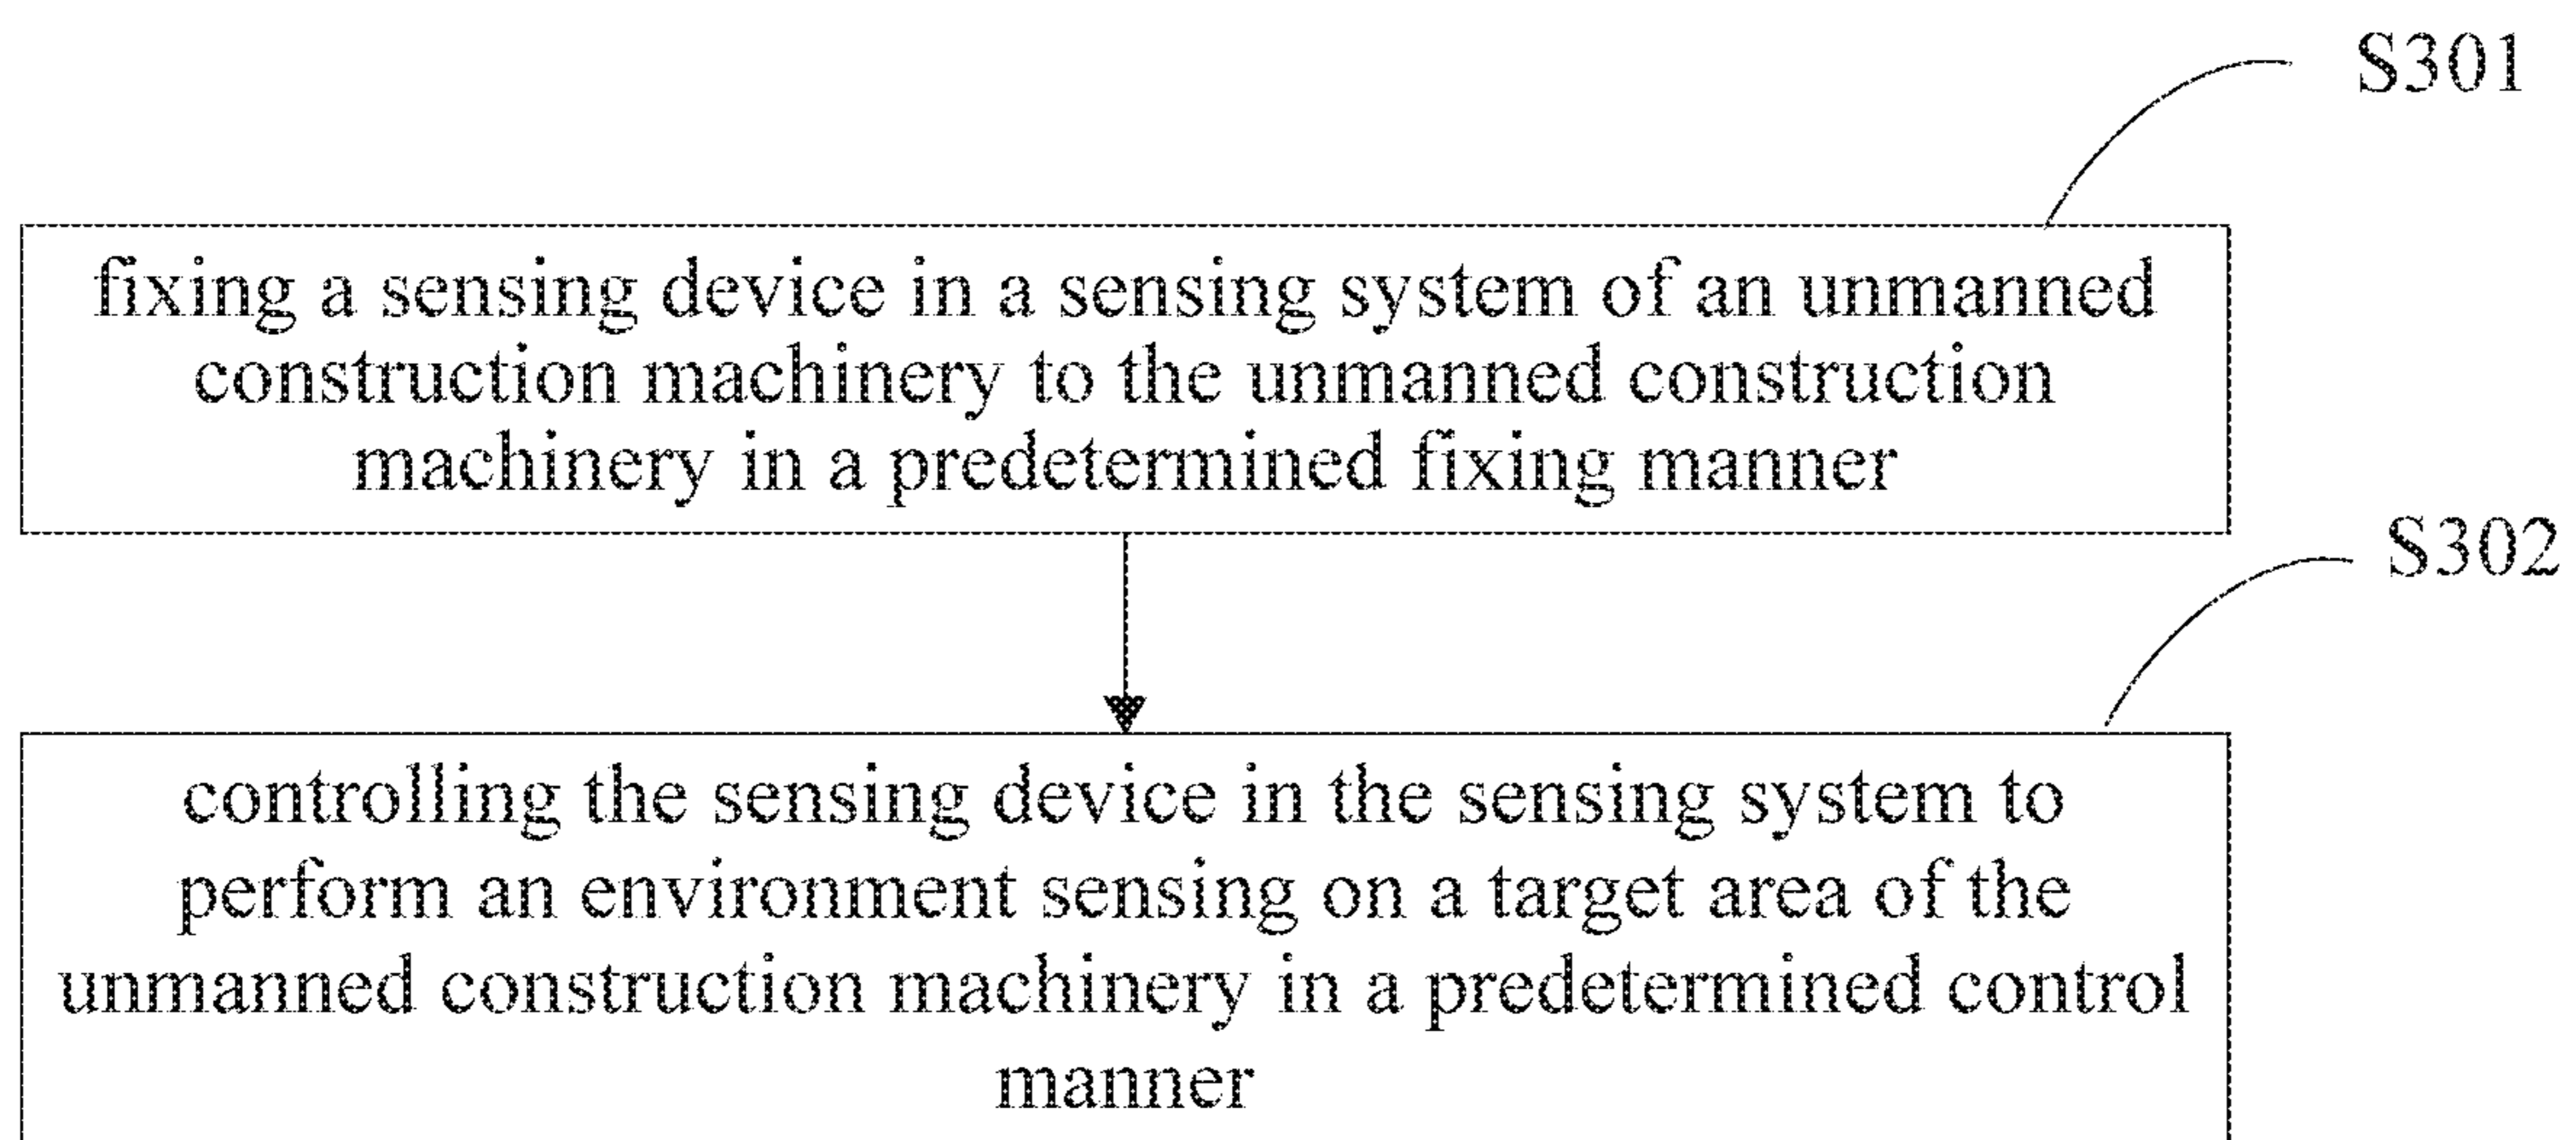 S301
fixing a sensing device in a sensing system of an unmanned
construction machinery to the unmanned construction
machinery in a predetermined fixing manner
S302
controlling the sensing device in the sensing system to
perform an environment sensing on a target area of the
unmanned construction machinery in a predetermined control
manner